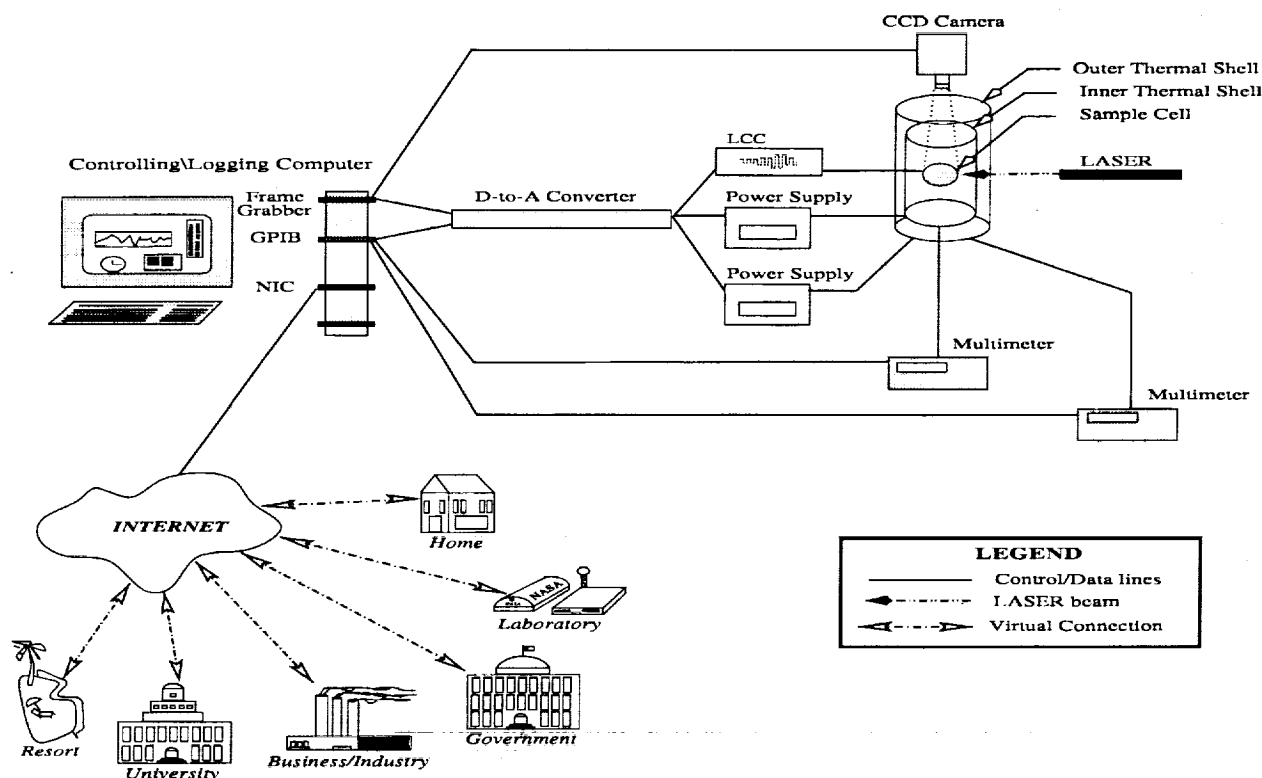 CCD Camera
Outer Thermal Shell
Inner Thermal Shell
Sample Cell
LCC
LASER
Controlling\Logging Computer
Frame
Grabber
D-to-A Converter
Power Supply
GPIB
Power Supply
NIC
Multimeter
Multimeter
INTERNET
Home
NASA
Laboratory
LEGEND
Control/Data lines
LASER beam
Virtual Connection
Resort
University
Business/Industry
Government